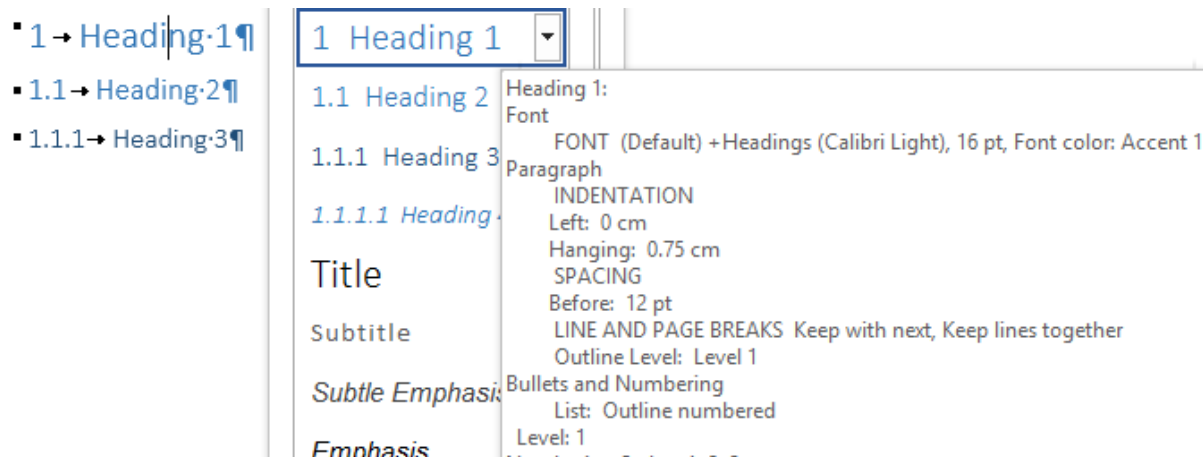 1→Heading·1¶
1.1→Heading·2¶
1.1.1→Heading·3¶
1 Heading 1
1.1 Heading 2
1.1.1 Heading 3
1.1.1.1 Heading
Title
Subtitle
Subtle Emphasis
Emphasis
Heading 1:
Font
FONT (Default) +Headings (Calibri Light), 16 pt, Font color: Accent 1
Paragraph
INDENTATION
Left: 0 cm
Hanging: 0.75 cm
SPACING
Before: 12 pt
LINE AND PAGE BREAKS Keep with next, Keep lines together
Outline Level: Level 1
Bullets and Numbering
List: Outline numbered
Level: 1